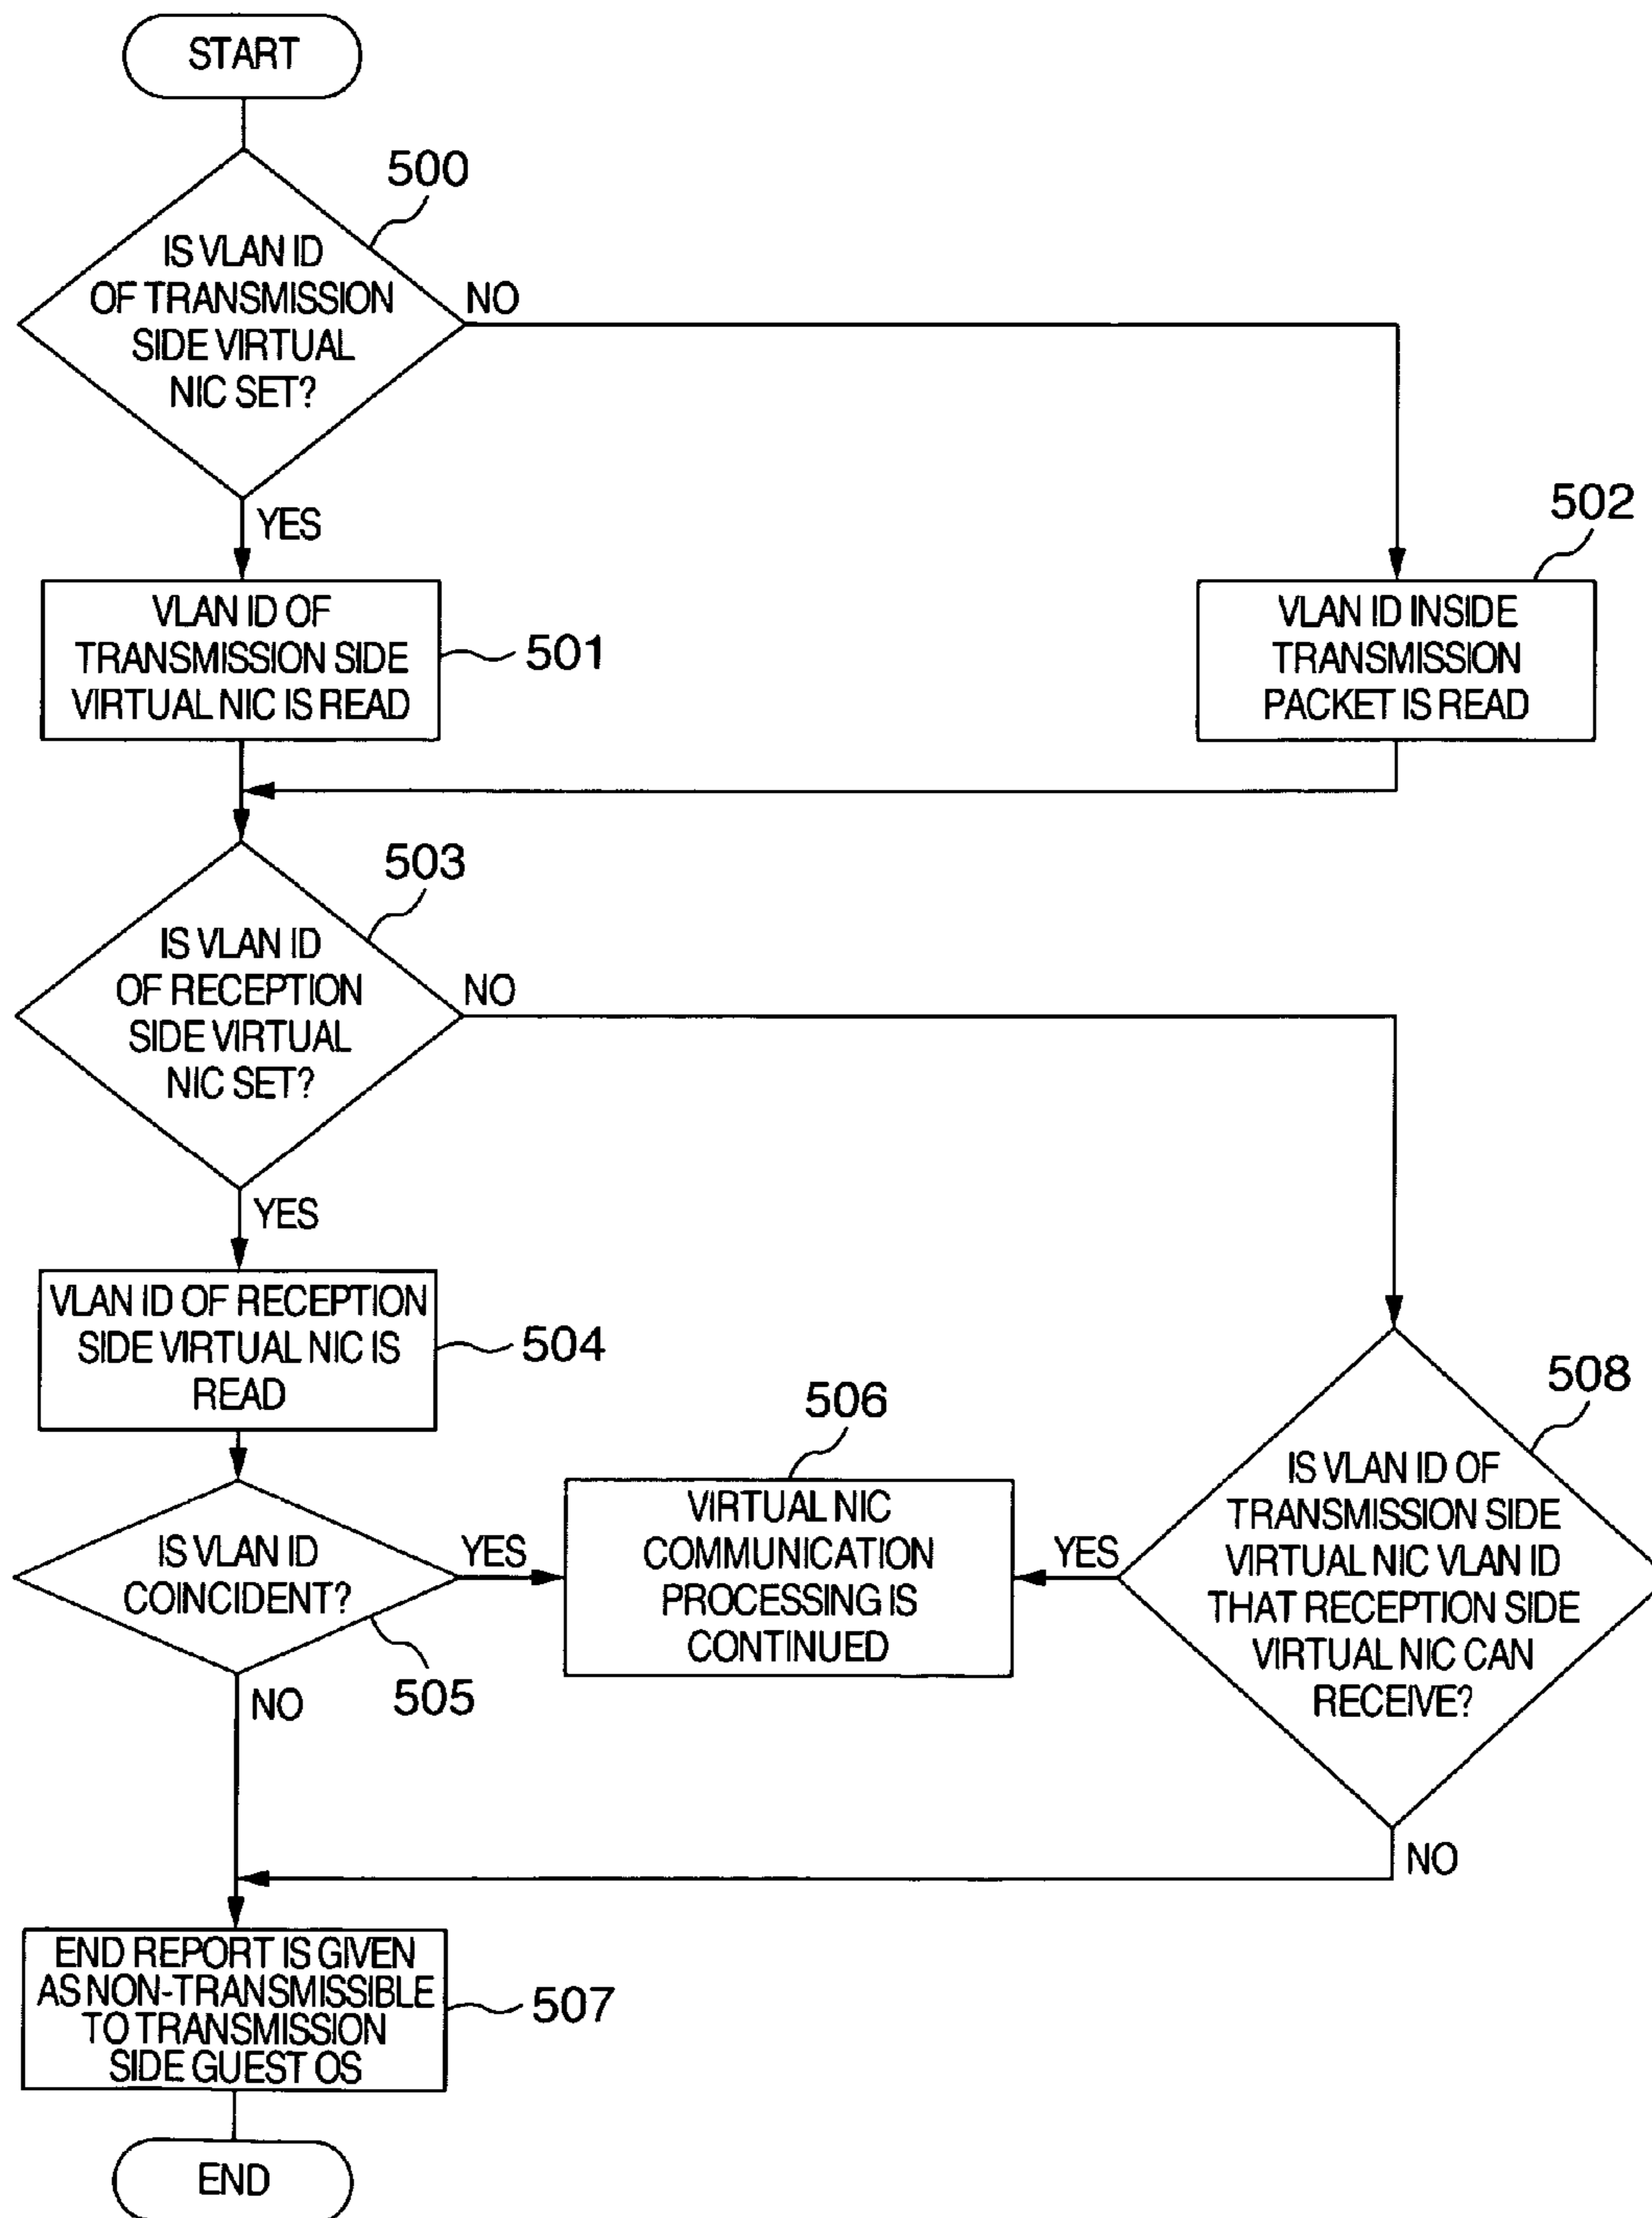 START
500
IS VLAN ID
OF TRANSMISSION
SIDE VIRTUAL
NIC SET?
NO
YES
502
VLAN ID OF
TRANSMISSION SIDE
VIRTUAL NIC IS READ
501
VLAN ID INSIDE
TRANSMISSION
PACKET IS READ
503
IS VLAN ID
OF RECEPTION
SIDE VIRTUAL
NIC SET?
NO
YES
VLAN ID OF RECEPTION
SIDE VIRTUAL NIC IS
READ
504
506
508
IS VLAN ID
COINCIDENT?
YES
505
NO
VIRTUAL NIC
COMMUNICATION
PROCESSING IS
CONTINUED
YES
IS VLAN ID OF
TRANSMISSION SIDE
VIRTUAL NIC VLAN ID
THAT RECEPTION SIDE
VIRTUAL NIC CAN
RECEIVE?
NO
END REPORT IS GIVEN
AS NON-TRANSMISSIBLE
TO TRANSMISSION
SIDE GUEST OS
507
END